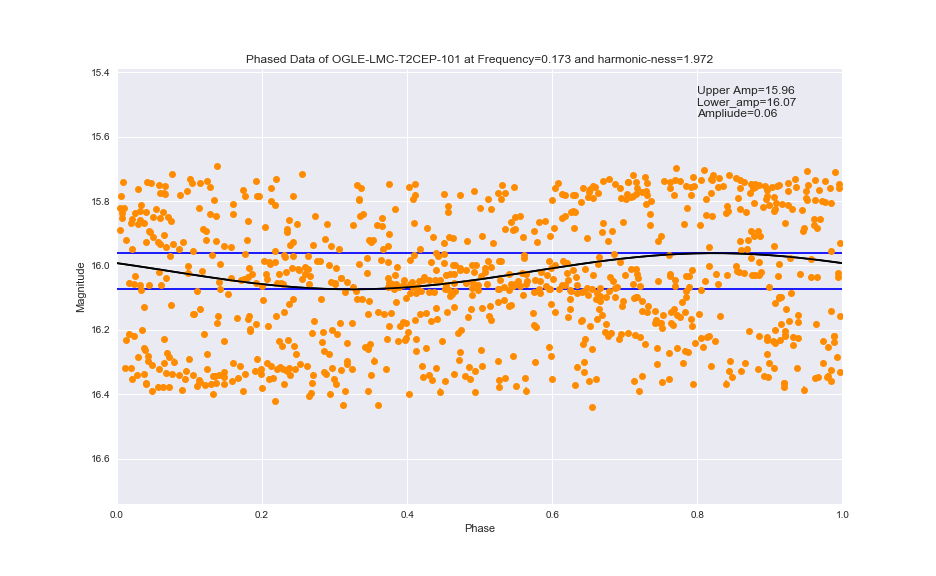 Phased Data of OGLE-LMC-T2CEP-101 at Frequency=0.173 and harmonic-ness=1.972
15.4
Upper Amp=15.96
Lower_amp=16.07
Ampliude=0.06
15.6
15.8
16.0
16.2
16.4
16.6
Magnitude
0.0 0.2 0.4 0.6 0.8 1.0
Phase